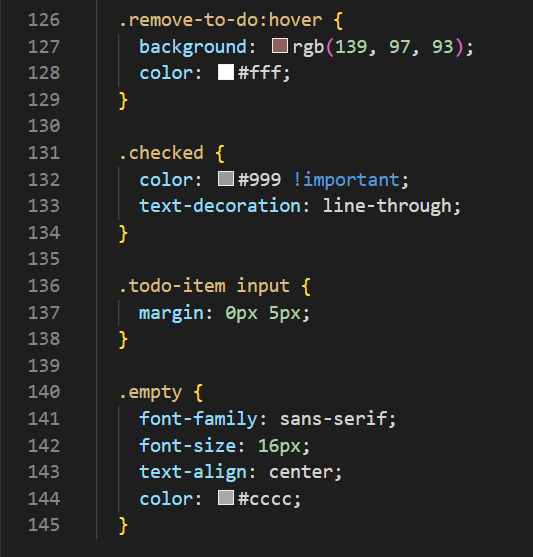 126 .remove-to-do:hover {
127 background: rgb(139, 97, 93);
128 color: #fff;
129 }
130
131 .checked {
132 color: #999 !important;
133 text-decoration: line-through;
134 }
135
136 .todo-item input {
137 margin: 0px 5px;
138 }
139
140 .empty {
141 font-family: sans-serif;
142 font-size: 16px;
143 text-align: center;
144 color: #cccc;
145 }